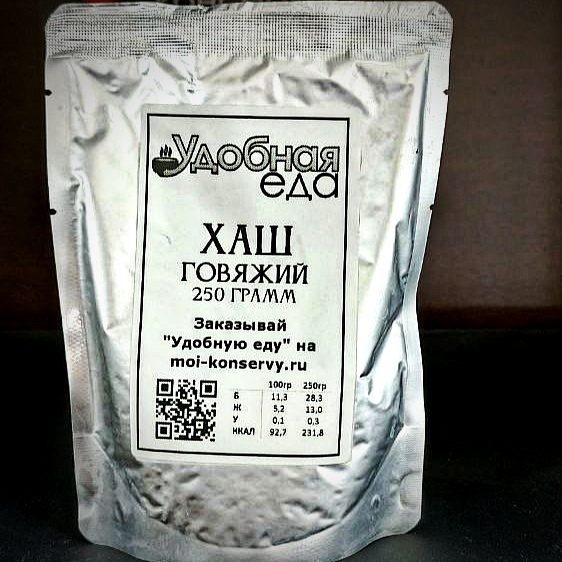 Удобная
еда
ХАШ
ГОВЯЖИЙ
250 ГРАММ
Заказывай
"Удобную еду" на
moi-konservy.ru
100гр 250гр
Б 11,3 28,3
Ж 5,2 13,0
У 0,1 0,3
ККАЛ 92,7 231,8